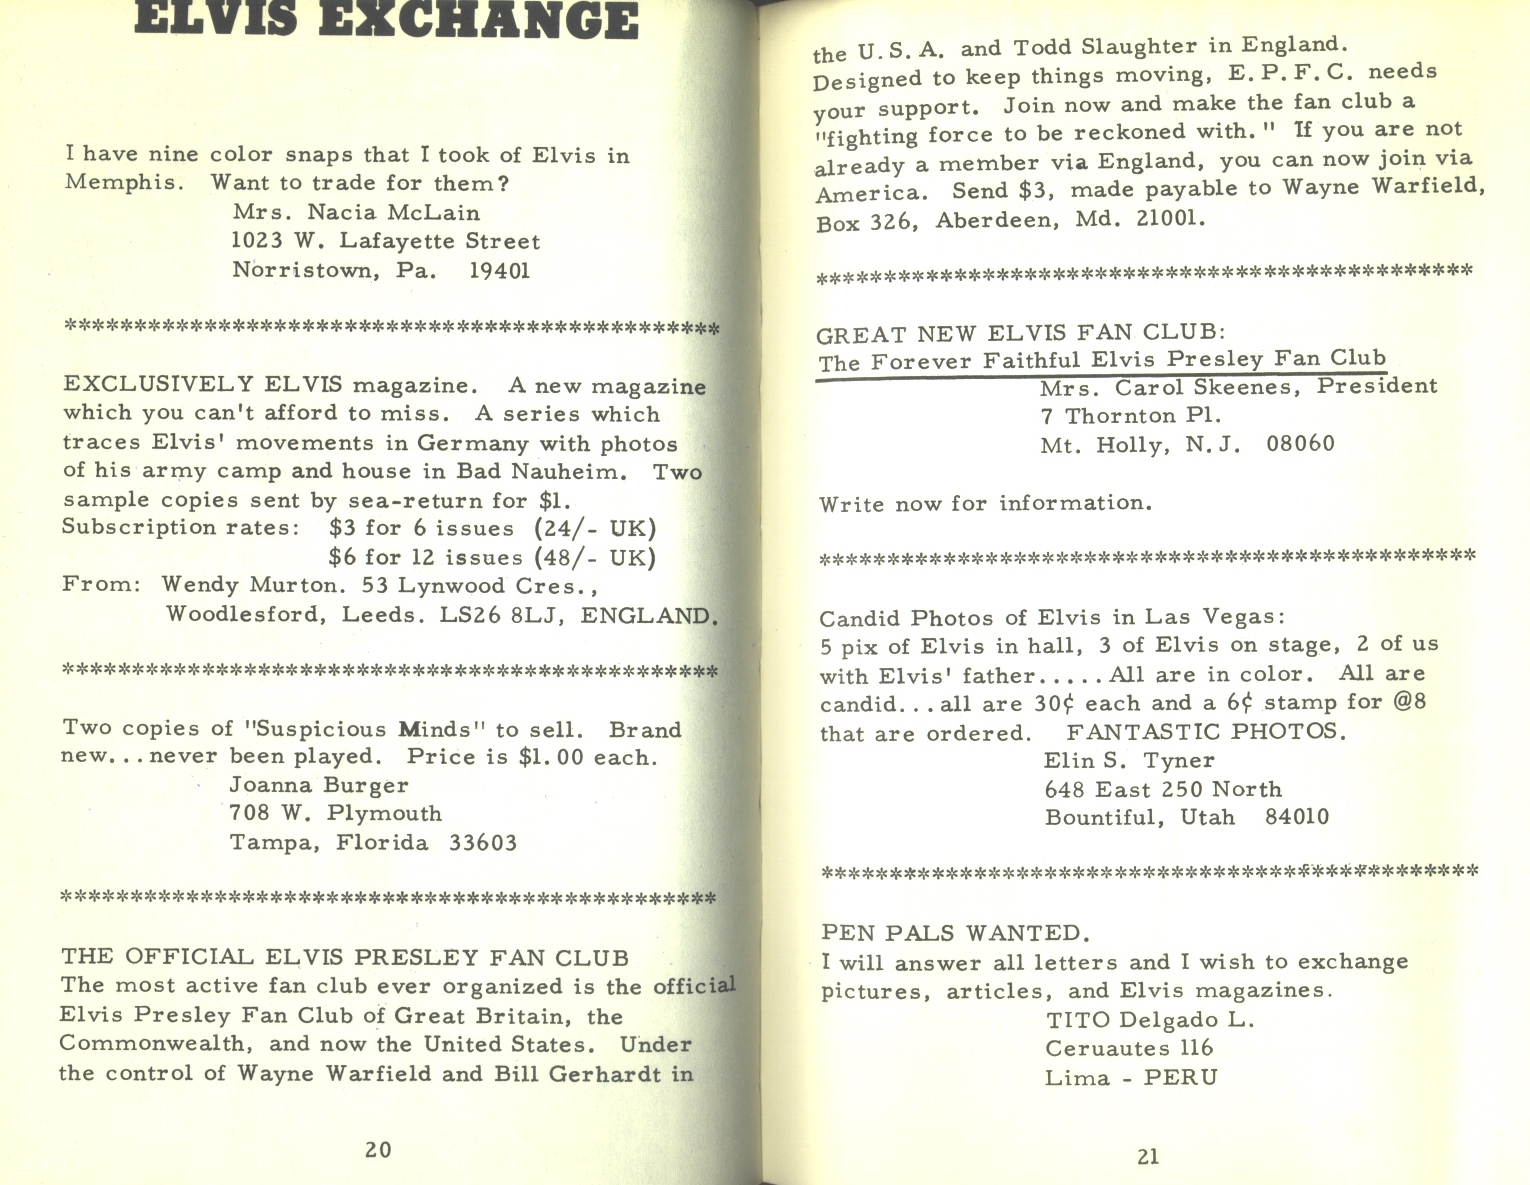 ELVIS EXCHANGE
I have nine color snaps that I took of Elvis in
Memphis. Want to trade for them?
Mrs. Nacia McLain
1023 W. Lafayette Street
Norristown, Pa. 19401
***********************************************
EXCLUSIVELY ELVIS magazine. A new magazine
which you can't afford to miss. A series which
traces Elvis' movements in Germany with photos
of his army camp and house in Bad Nauheim. Two
sample copies sent by sea-return for $1.
Subscription rates: $3 for 6 issues (24/- UK)
$6 for 12 issues (48/- UK)
From: Wendy Murton. 53 Lynwood Cres.,
Woodlesford, Leeds. LS26 8LJ, ENGLAND.
***********************************************
Two copies of "Suspicious Minds" to sell. Brand
new...never been played. Price is $1.00 each.
Joanna Burger
708 W. Plymouth
Tampa, Florida 33603
***********************************************
THE OFFICIAL ELVIS PRESLEY FAN CLUB
The most active fan club ever organized is the official
Elvis Presley Fan Club of Great Britain, the
Commonwealth, and now the United States. Under
the control of Wayne Warfield and Bill Gerhardt in
20
the U.S.A. and Todd Slaughter in England.
Designed to keep things moving, E.P.F.C. needs
your support. Join now and make the fan club a
"fighting force to be reckoned with." If you are not
already a member via England, you can now join via
America. Send $3, made payable to Wayne Warfield,
Box 326, Aberdeen, Md. 21001.
***********************************************
GREAT NEW ELVIS FAN CLUB:
The Forever Faithful Elvis Presley Fan Club
Mrs. Carol Skeenes, President
7 Thornton Pl.
Mt. Holly, N.J. 08060
Write now for information.
***********************************************
Candid Photos of Elvis in Las Vegas:
5 pix of Elvis in hall, 3 of Elvis on stage, 2 of us
with Elvis' father.....All are in color. All are
candid...all are 30¢ each and a 6¢ stamp for @8
that are ordered. FANTASTIC PHOTOS.
Elin S. Tyner
648 East 250 North
Bountiful, Utah 84010
***********************************************
PEN PALS WANTED.
I will answer all letters and I wish to exchange
pictures, articles, and Elvis magazines.
TITO Delgado L.
Ceruautes 116
Lima - PERU
21